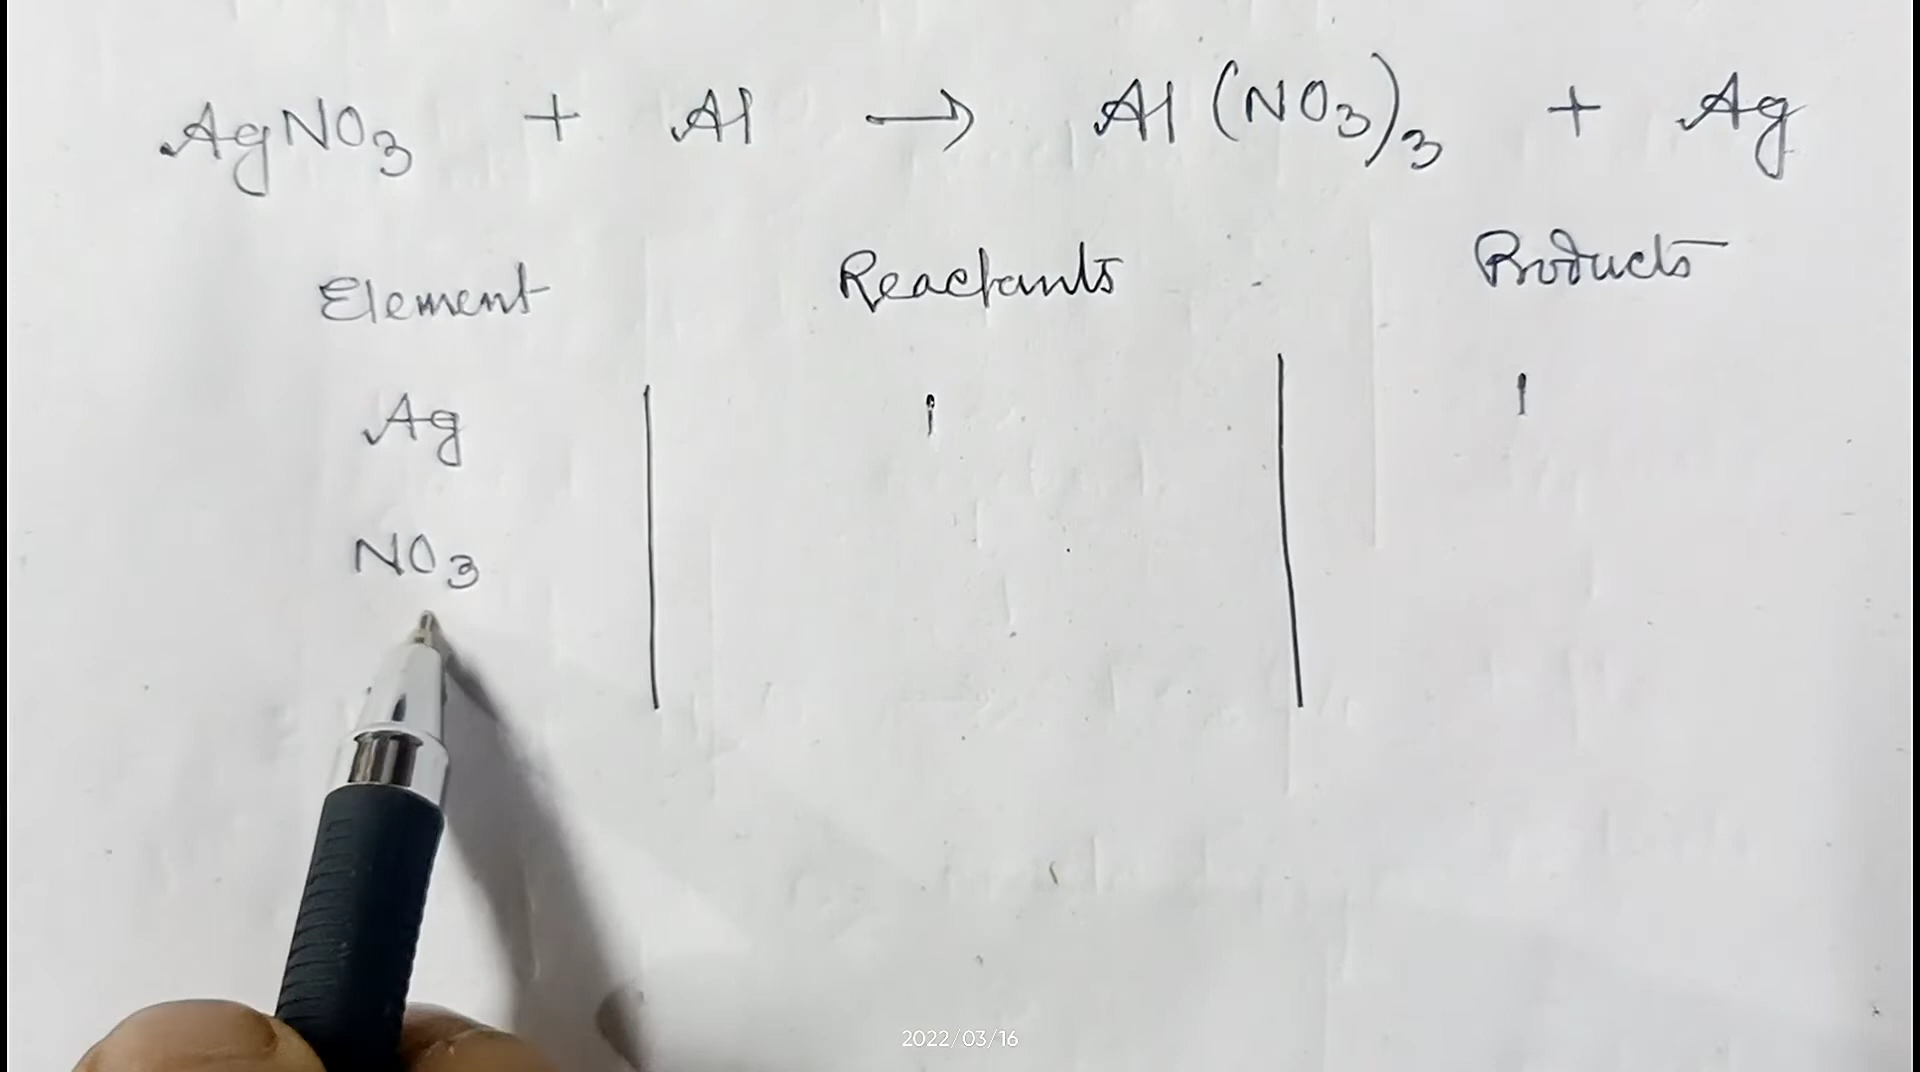 AgNO3 + Al → Al(NO3)3 + Ag
Element Reactants Products
Ag 1 1
NO3
2022/03/16